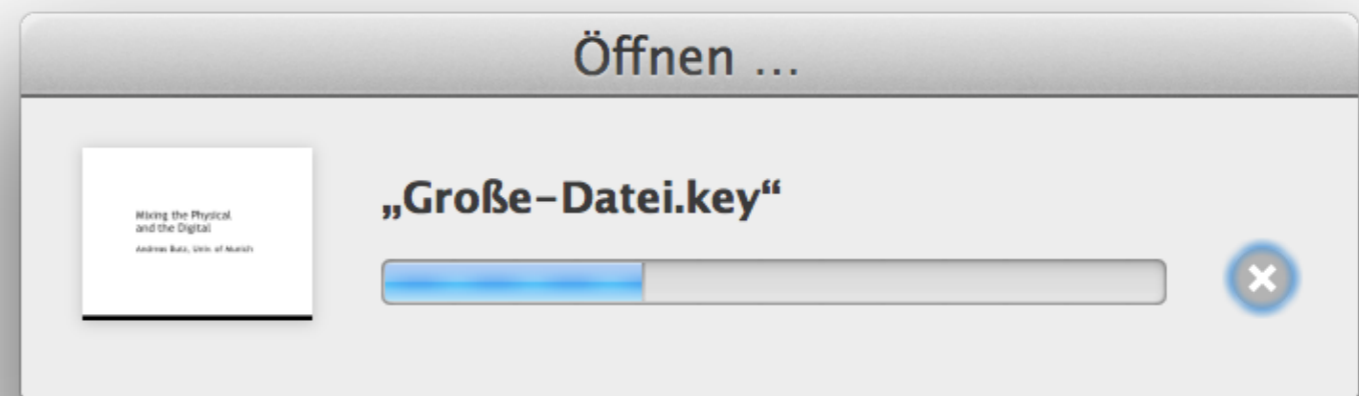 Öffnen …
Mixing the Physical
and the Digital
Andreas Butz, Univ. of Munich
„Große-Datei.key“